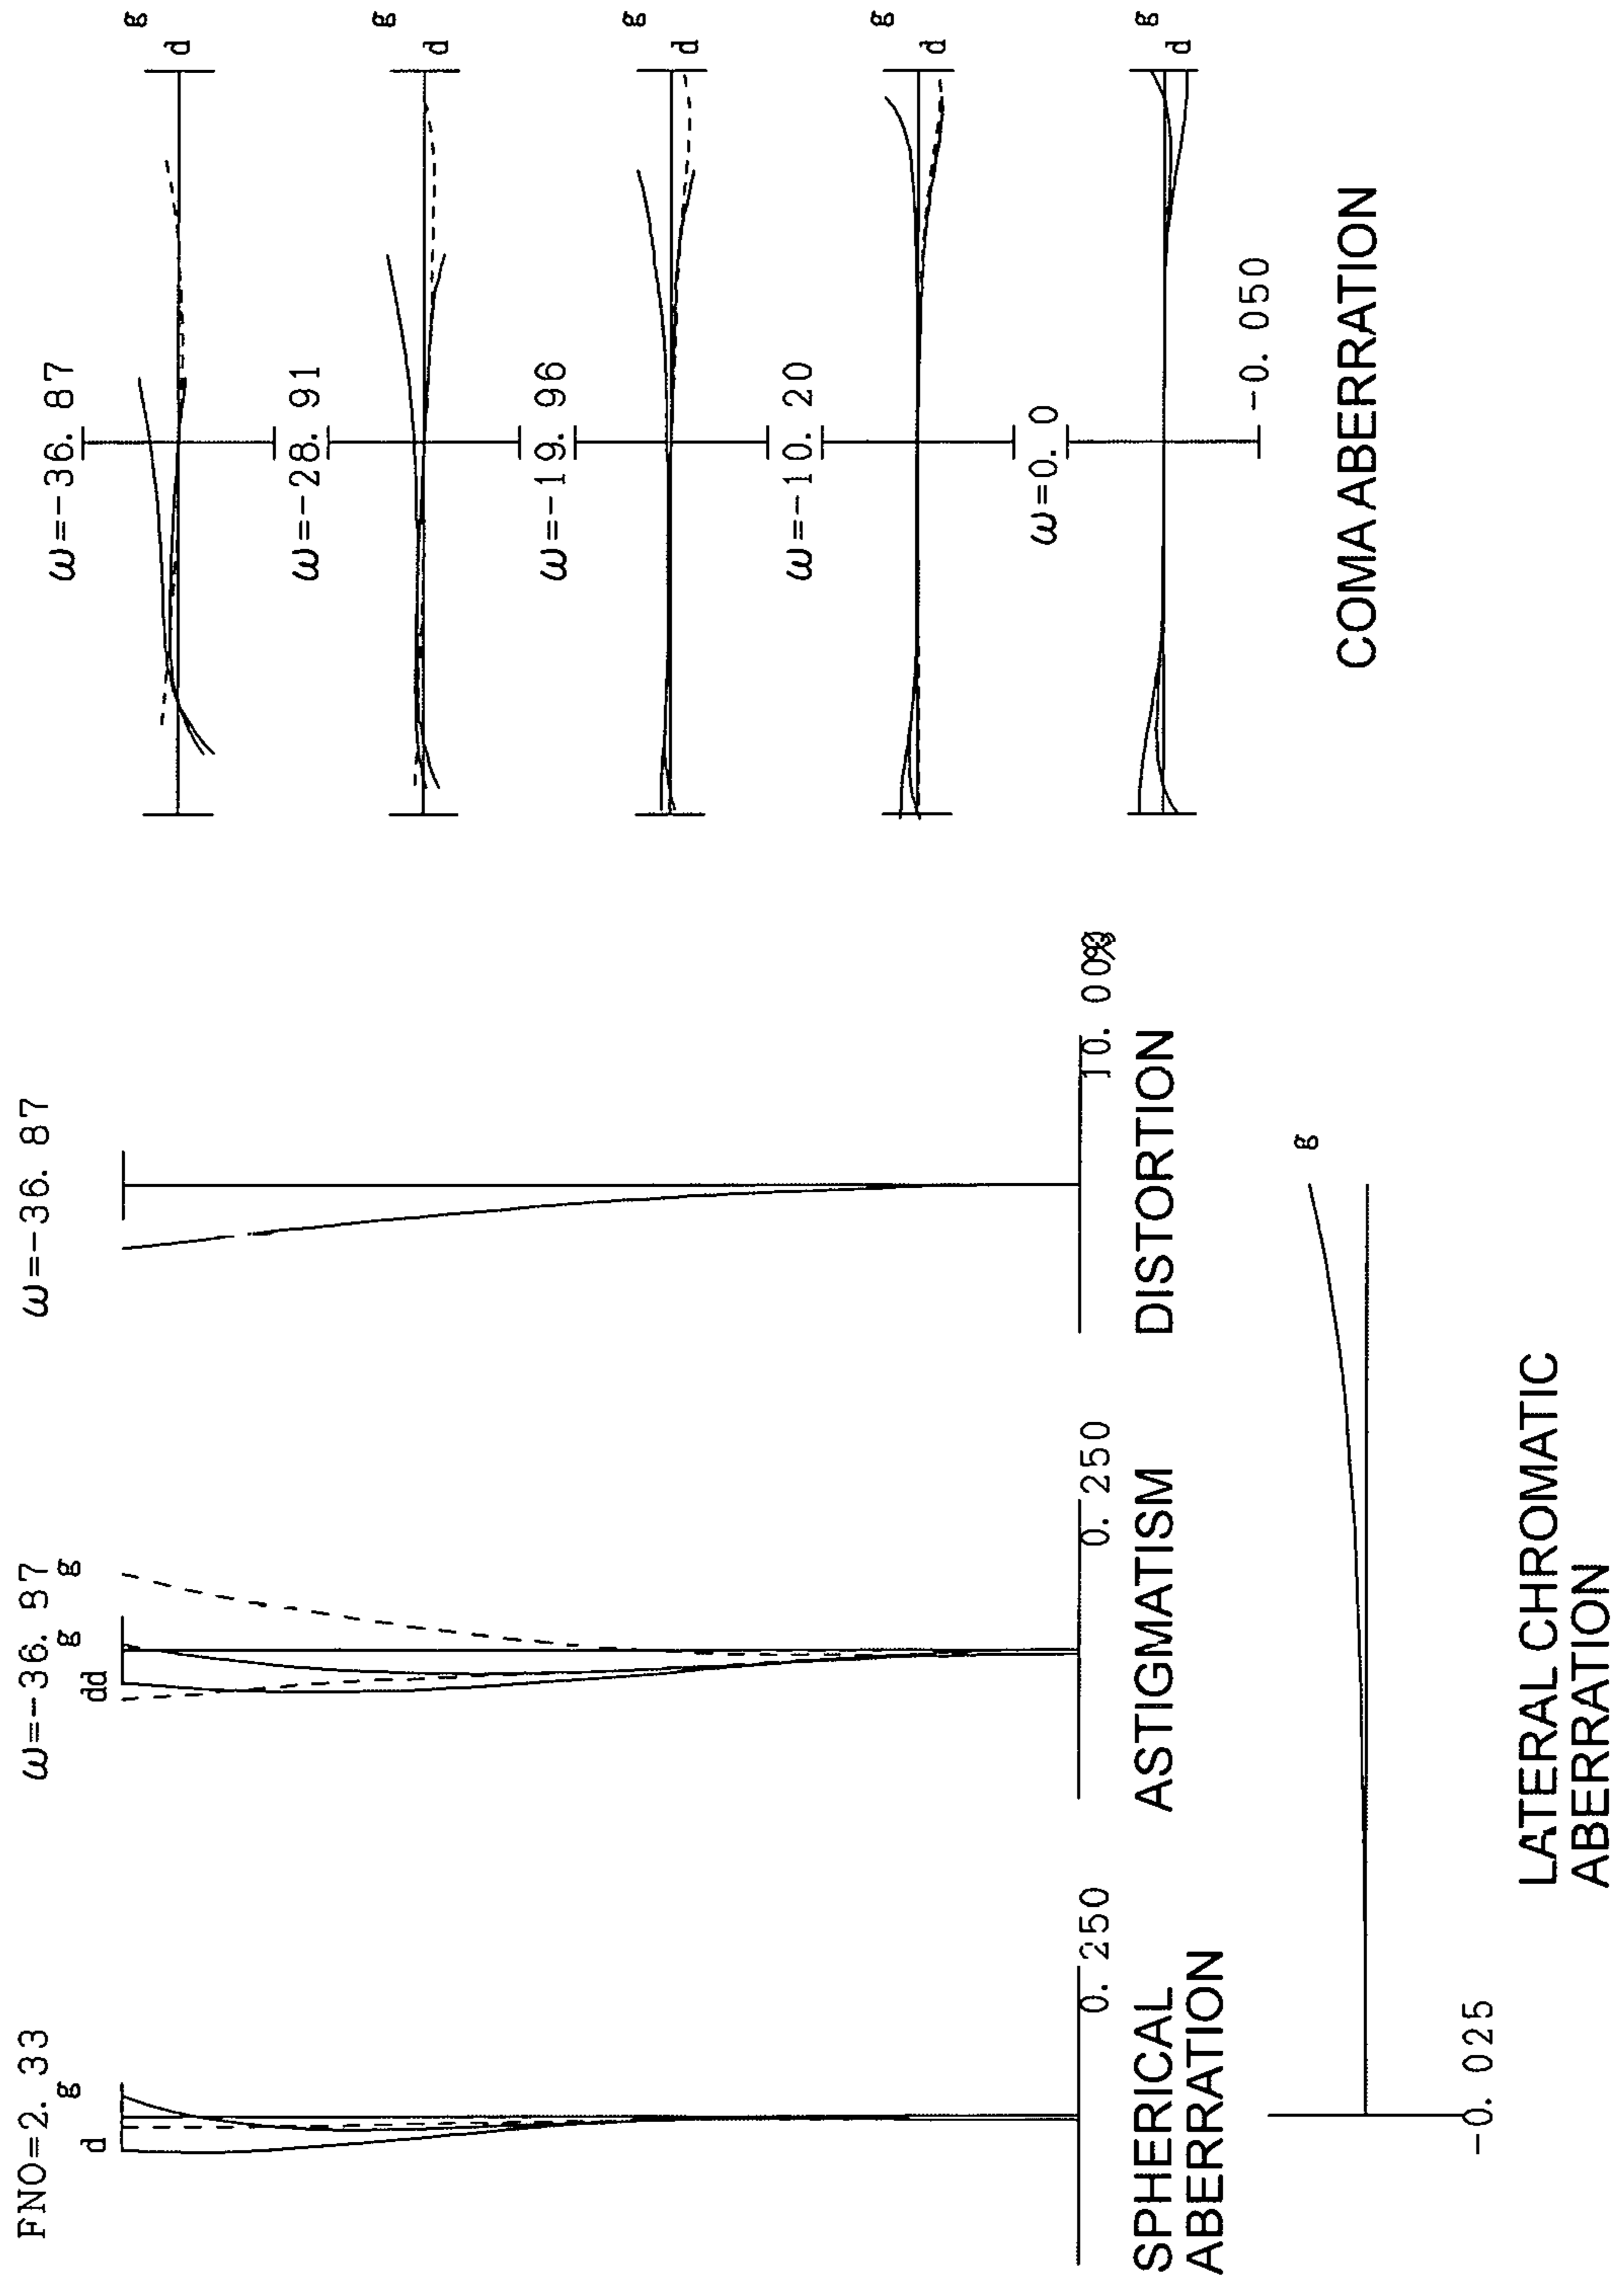 FNO=2. 33
d
g
0. 250
SPHERICAL
ABERRATION
ω=-36. 87
dd
g
g
0. 250
ASTIGMATISM
ω=-36. 87
10. 00%
DISTORTION
ω=-36. 87
g
d
ω=-28. 91
g
d
ω=-19. 96
g
d
ω=-10. 20
g
d
ω=0. 0
g
d
-0. 050
COMA ABERRATION
g
-0. 025
LATERAL CHROMATIC
ABERRATION